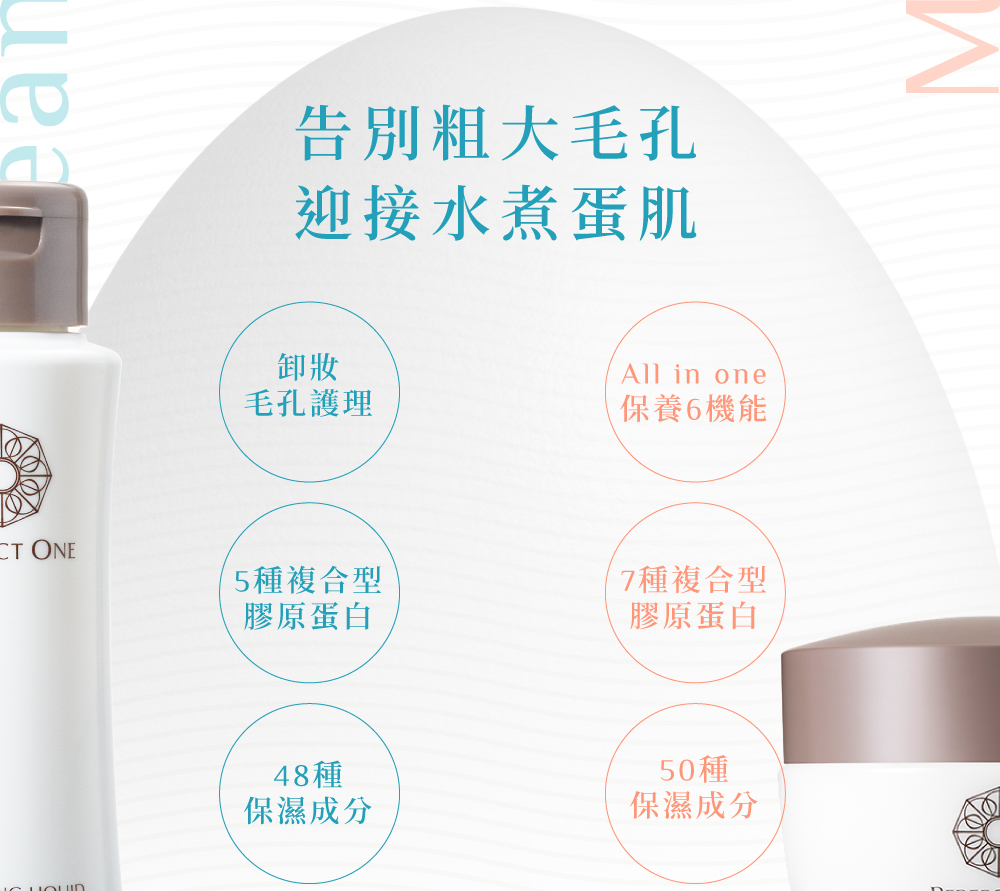 告別粗大毛孔
迎接水煮蛋肌
卸妝
毛孔護理
All in one
保養6機能
5種複合型
膠原蛋白
7種複合型
膠原蛋白
48種
保濕成分
50種
保濕成分
CT ONE